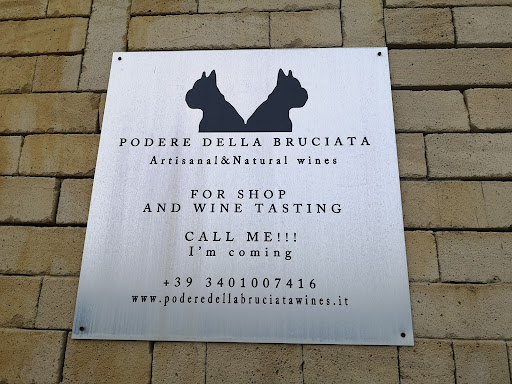 PODERE DELLA BRUCIATA
Artisanal&Natural wines
FOR SHOP
AND WINE TASTING
CALL ME!!!
I'm coming
+39 3401007416
www.poderedellabruciatawines.it